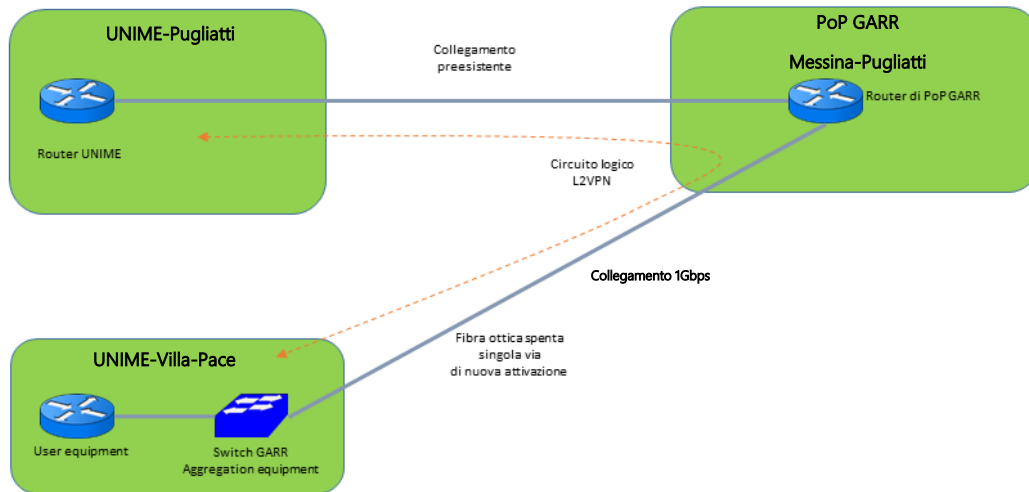 UNIME-Pugliatti
Router UNIME
Collegamento
preesistente
PoP GARR
Messina-Pugliatti
Router di PoP GARR
Circuito logico
L2VPN
Collegamento 1Gbps
Fibra ottica spenta
singola via
di nuova attivazione
UNIME-Villa-Pace
User equipment
Switch GARR
Aggregation equipment